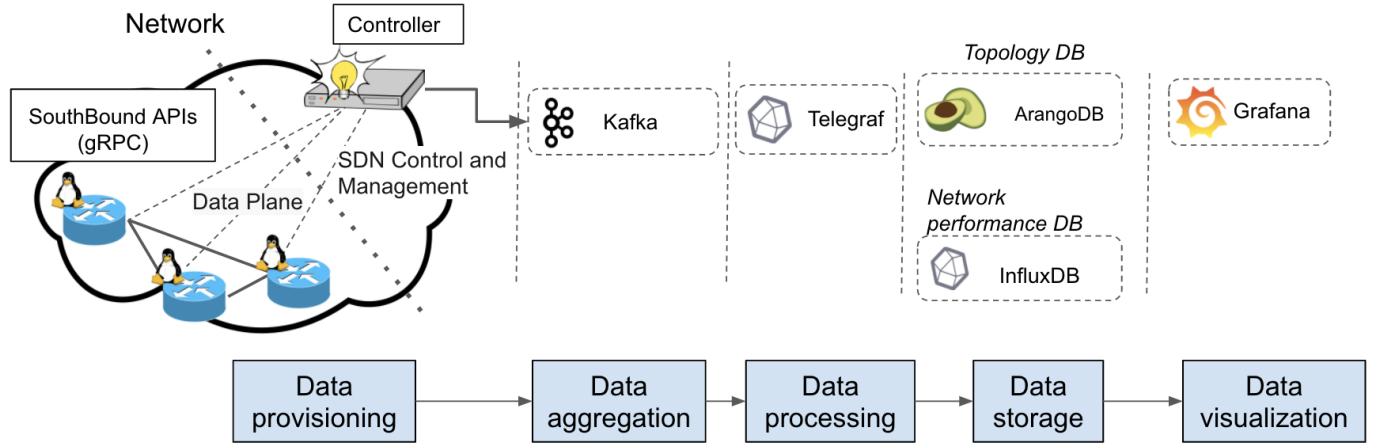 Network
Controller
SouthBound APIs
(gRPC)
SDN Control and
Management
Data Plane
Kafka
Telegraf
Topology DB
ArangoDB
Network
performance DB
InfluxDB
Grafana
Data
provisioning
Data
aggregation
Data
processing
Data
storage
Data
visualization